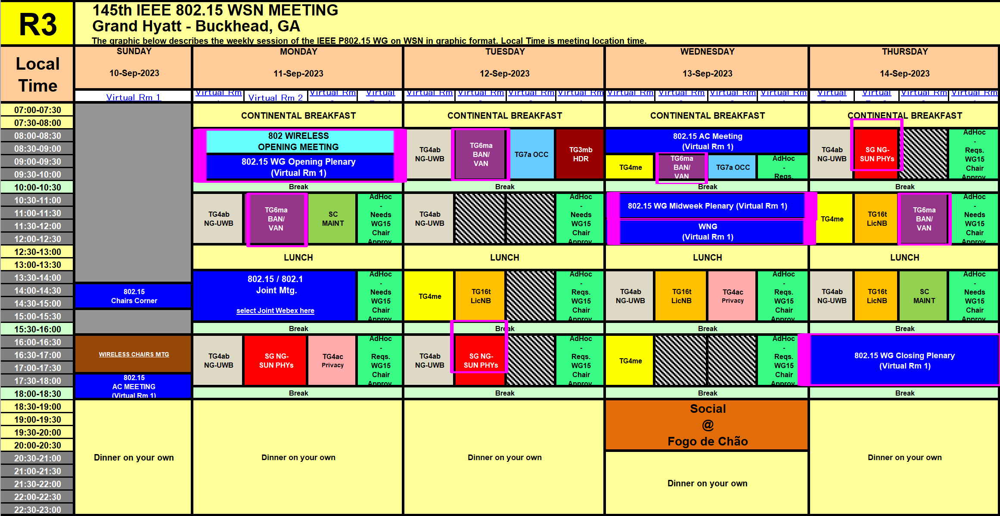 R3
145th IEEE 802.15 WSN MEETING
Grand Hyatt - Buckhead, GA
The graphic below describes the weekly session of the IEEE P802.15 WG on WSN in graphic format. Local Time is meeting location time.
Local
Time
SUNDAY
10-Sep-2023
MONDAY
11-Sep-2023
TUESDAY
12-Sep-2023
WEDNESDAY
13-Sep-2023
THURSDAY
14-Sep-2023
Virtual Rm 1
Virtual Rm
Virtual Rm 2
Virtual Rm
Virtual
Virtual Rm
Virtual Rm
Virtual Rm
Virtual Rm
Virtual Rm
Virtual Rm
Virtual Rm
Virtual Rm
Virtual
Virtual
Virtual Rm
Virtual Rm
07:00-07:30
07:30-08:00
08:00-08:30
08:30-09:00
09:00-09:30
09:30-10:00
10:00-10:30
10:30-11:00
11:00-11:30
11:30-12:00
12:00-12:30
12:30-13:00
13:00-13:30
13:30-14:00
14:00-14:30
14:30-15:00
15:00-15:30
15:30-16:00
16:00-16:30
16:30-17:00
17:00-17:30
17:30-18:00
18:00-18:30
18:30-19:00
19:00-19:30
19:30-20:00
20:00-20:30
20:30-21:00
21:00-21:30
21:30-22:00
22:00-22:30
22:30-23:00
802.15
Chairs Corner
WIRELESS CHAIRS MTG
802.15
AC MEETING
(Virtual Rm 1)
Dinner on your own
CONTINENTAL BREAKFAST
802 WIRELESS
OPENING MEETING
802.15 WG Opening Plenary
(Virtual Rm 1)
Break
TG4ab
NG-UWB
TG6ma
BAN/
VAN
SC
MAINT
AdHoc
-
Needs
WG15
Chair
Approv
LUNCH
802.15 / 802.1
Joint Mtg.
select Joint Webex here
AdHoc
-
Needs
WG15
Chair
Approv
Break
TG4ab
NG-UWB
SG NG-
SUN PHYs
TG4ac
Privacy
AdHoc
-
Reqs.
WG15
Chair
Approv
Break
Dinner on your own
CONTINENTAL BREAKFAST
TG4ab
NG-UWB
TG6ma
BAN/
VAN
TG7a OCC
TG3mb
HDR
Break
TG4ab
NG-UWB
AdHoc
-
Needs
WG15
Chair
Approv
LUNCH
TG4me
TG16t
LicNB
AdHoc
-
Reqs.
WG15
Chair
Approv
Break
TG4ab
NG-UWB
SG NG-
SUN PHYs
AdHoc
-
Reqs.
WG15
Chair
Approv
Break
Dinner on your own
CONTINENTAL BREAKFAST
802.15 AC Meeting
(Virtual Rm 1)
TG4me
TG6ma
BAN/
VAN
TG7a OCC
AdHoc
-
Reqs.
Break
802.15 WG Midweek Plenary (Virtual Rm 1)
WNG
(Virtual Rm 1)
LUNCH
TG4ab
NG-UWB
TG16t
LicNB
TG4ac
Privacy
AdHoc
-
Reqs.
WG15
Chair
Approv
Break
TG4me
AdHoc
-
Reqs.
WG15
Chair
Approv
Break
Social
@
Fogo de Chão
Dinner on your own
CONTINENTAL BREAKFAST
TG4ab
NG-UWB
SG NG-
SUN PHYs
AdHoc
-
Reqs.
WG15
Chair
Approv
Break
TG4me
TG16t
LicNB
TG6ma
BAN/
VAN
AdHoc
-
Needs
WG15
Chair
Approv
LUNCH
TG4ab
NG-UWB
TG16t
LicNB
SC
MAINT
AdHoc
-
Needs
WG15
Chair
Approv
Break
802.15 WG Closing Plenary
(Virtual Rm 1)
Break
Dinner on your own